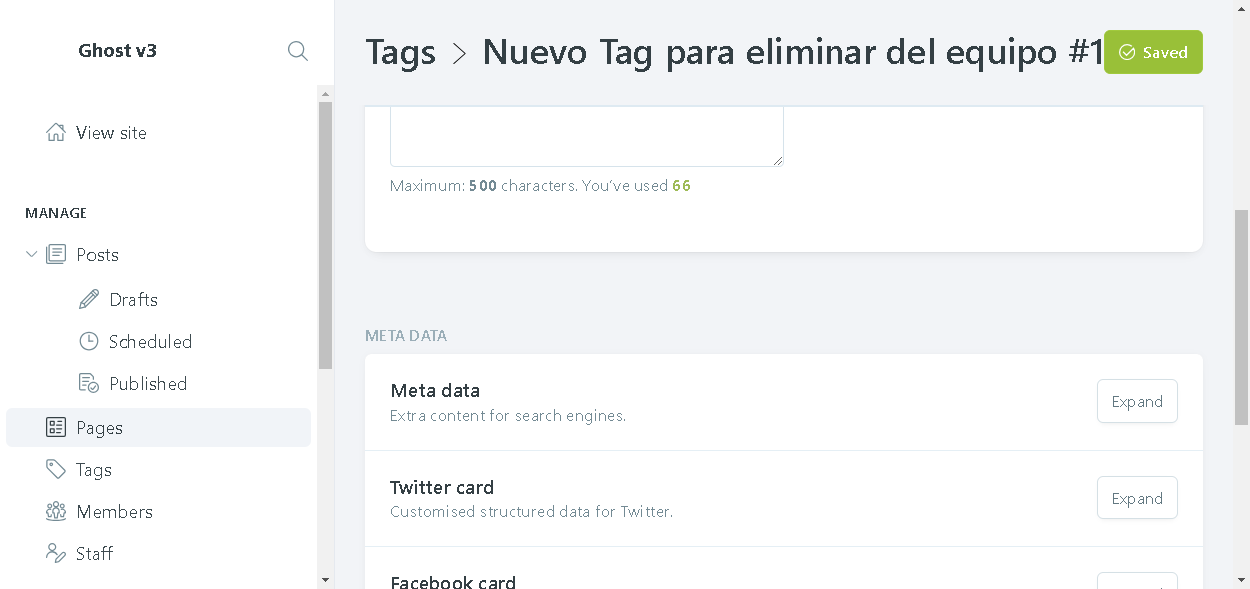 Ghost v3
View site
MANAGE
Posts
Drafts
Scheduled
Published
Pages
Tags
Members
Staff
Tags > Nuevo Tag para eliminar del equipo #1
Saved
Maximum: 500 characters. You've used 66
META DATA
Meta data
Extra content for search engines.
Expand
Twitter card
Customised structured data for Twitter.
Expand
Facebook card